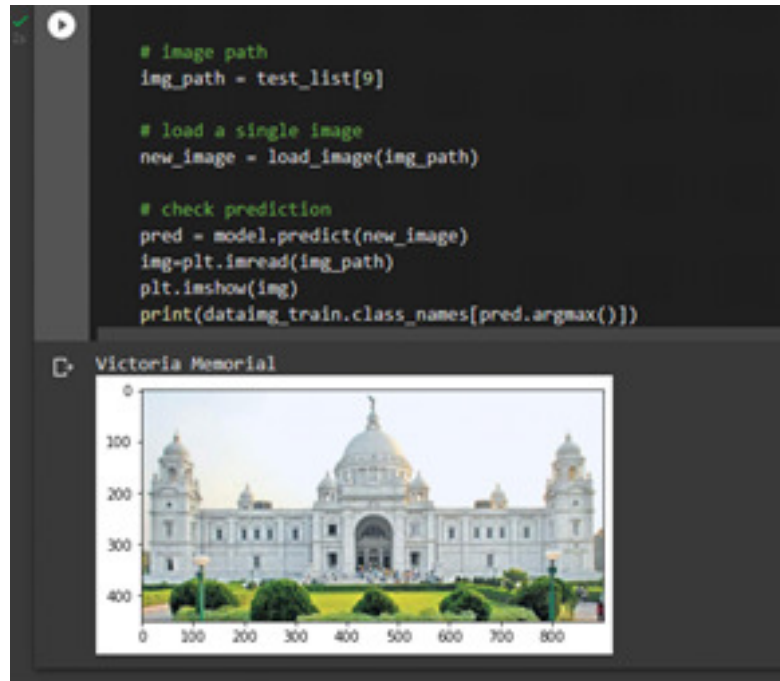 2s
# image path
img_path = test_list[9]
# load a single image
new_image = load_image(img_path)
# check prediction
pred = model.predict(new_image)
img=plt.imread(img_path)
plt.imshow(img)
print(dataimg_train.class_names[pred.argmax()])
Victoria Memorial
0
100
200
300
400
0 100 200 300 400 500 600 700 800